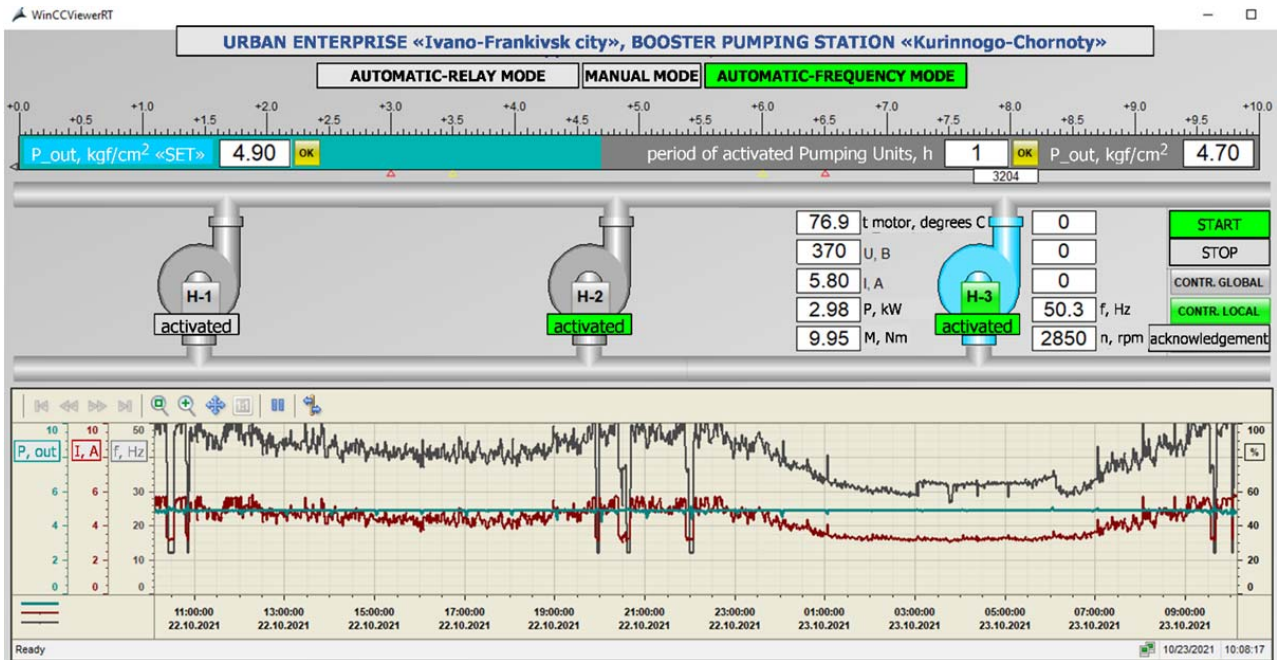 WinCCViewerRT
URBAN ENTERPRISE «Ivano-Frankivsk city», BOOSTER PUMPING STATION «Kurinnogo-Chornoty»
AUTOMATIC-RELAY MODE MANUAL MODE AUTOMATIC-FREQUENCY MODE
+0.0 +1.0 +2.0 +3.0 +4.0 +5.0 +6.0 +7.0 +8.0 +9.0 +10.0
+0.5 +1.5 +2.5 +3.5 +4.5 +5.5 +6.5 +7.5 +8.5 +9.5
P_out, kgf/cm² «SET» 4.90 OK period of activated Pumping Units, h 1 OK P_out, kgf/cm² 4.70
3204
76.9 t motor, degrees C 0 START
370 U, B 0 STOP
5.80 I, A 0 CONTR. GLOBAL
H-1 H-2 H-3
2.98 P, kW 50.3 f, Hz CONTR. LOCAL
activated activated activated
9.95 M, Nm 2850 n, rpm acknowledgement
10 10 50 100
P, out I, A f, Hz %
6 6 30 60
4 4 20
2 2 10 20
0 0 0 0
11:00:00 13:00:00 15:00:00 17:00:00 19:00:00 21:00:00 23:00:00 01:00:00 03:00:00 05:00:00 07:00:00 09:00:00
22.10.2021 22.10.2021 22.10.2021 22.10.2021 22.10.2021 22.10.2021 22.10.2021 23.10.2021 23.10.2021 23.10.2021 23.10.2021 23.10.2021
Ready 10/23/2021 10:08:17